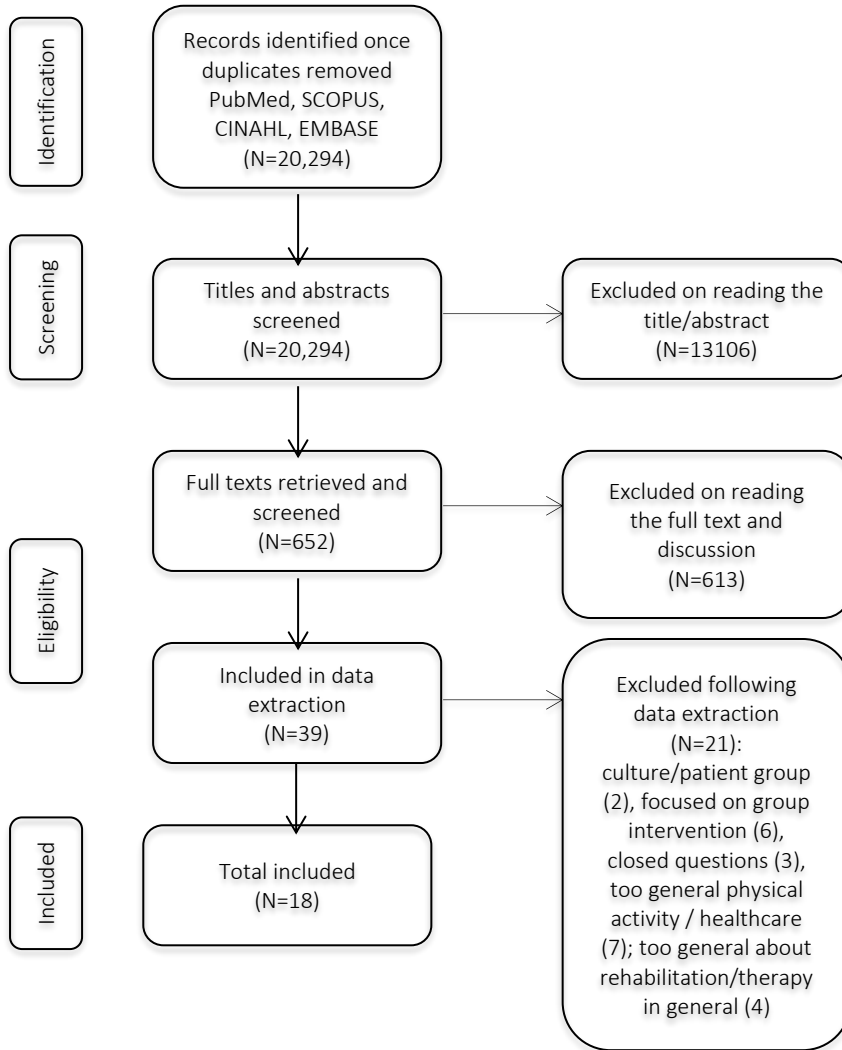 Identification
Records identified once
duplicates removed
PubMed, SCOPUS,
CINAHL, EMBASE
(N=20,294)
Screening
Titles and abstracts
screened
(N=20,294)
Excluded on reading the
title/abstract
(N=13106)
Eligibility
Full texts retrieved and
screened
(N=652)
Excluded on reading
the full text and
discussion
(N=613)
Included in data
extraction
(N=39)
Excluded following
data extraction
(N=21):
culture/patient group
(2), focused on group
intervention (6),
closed questions (3),
too general physical
activity / healthcare
(7); too general about
rehabilitation/therapy
in general (4)
Included
Total included
(N=18)